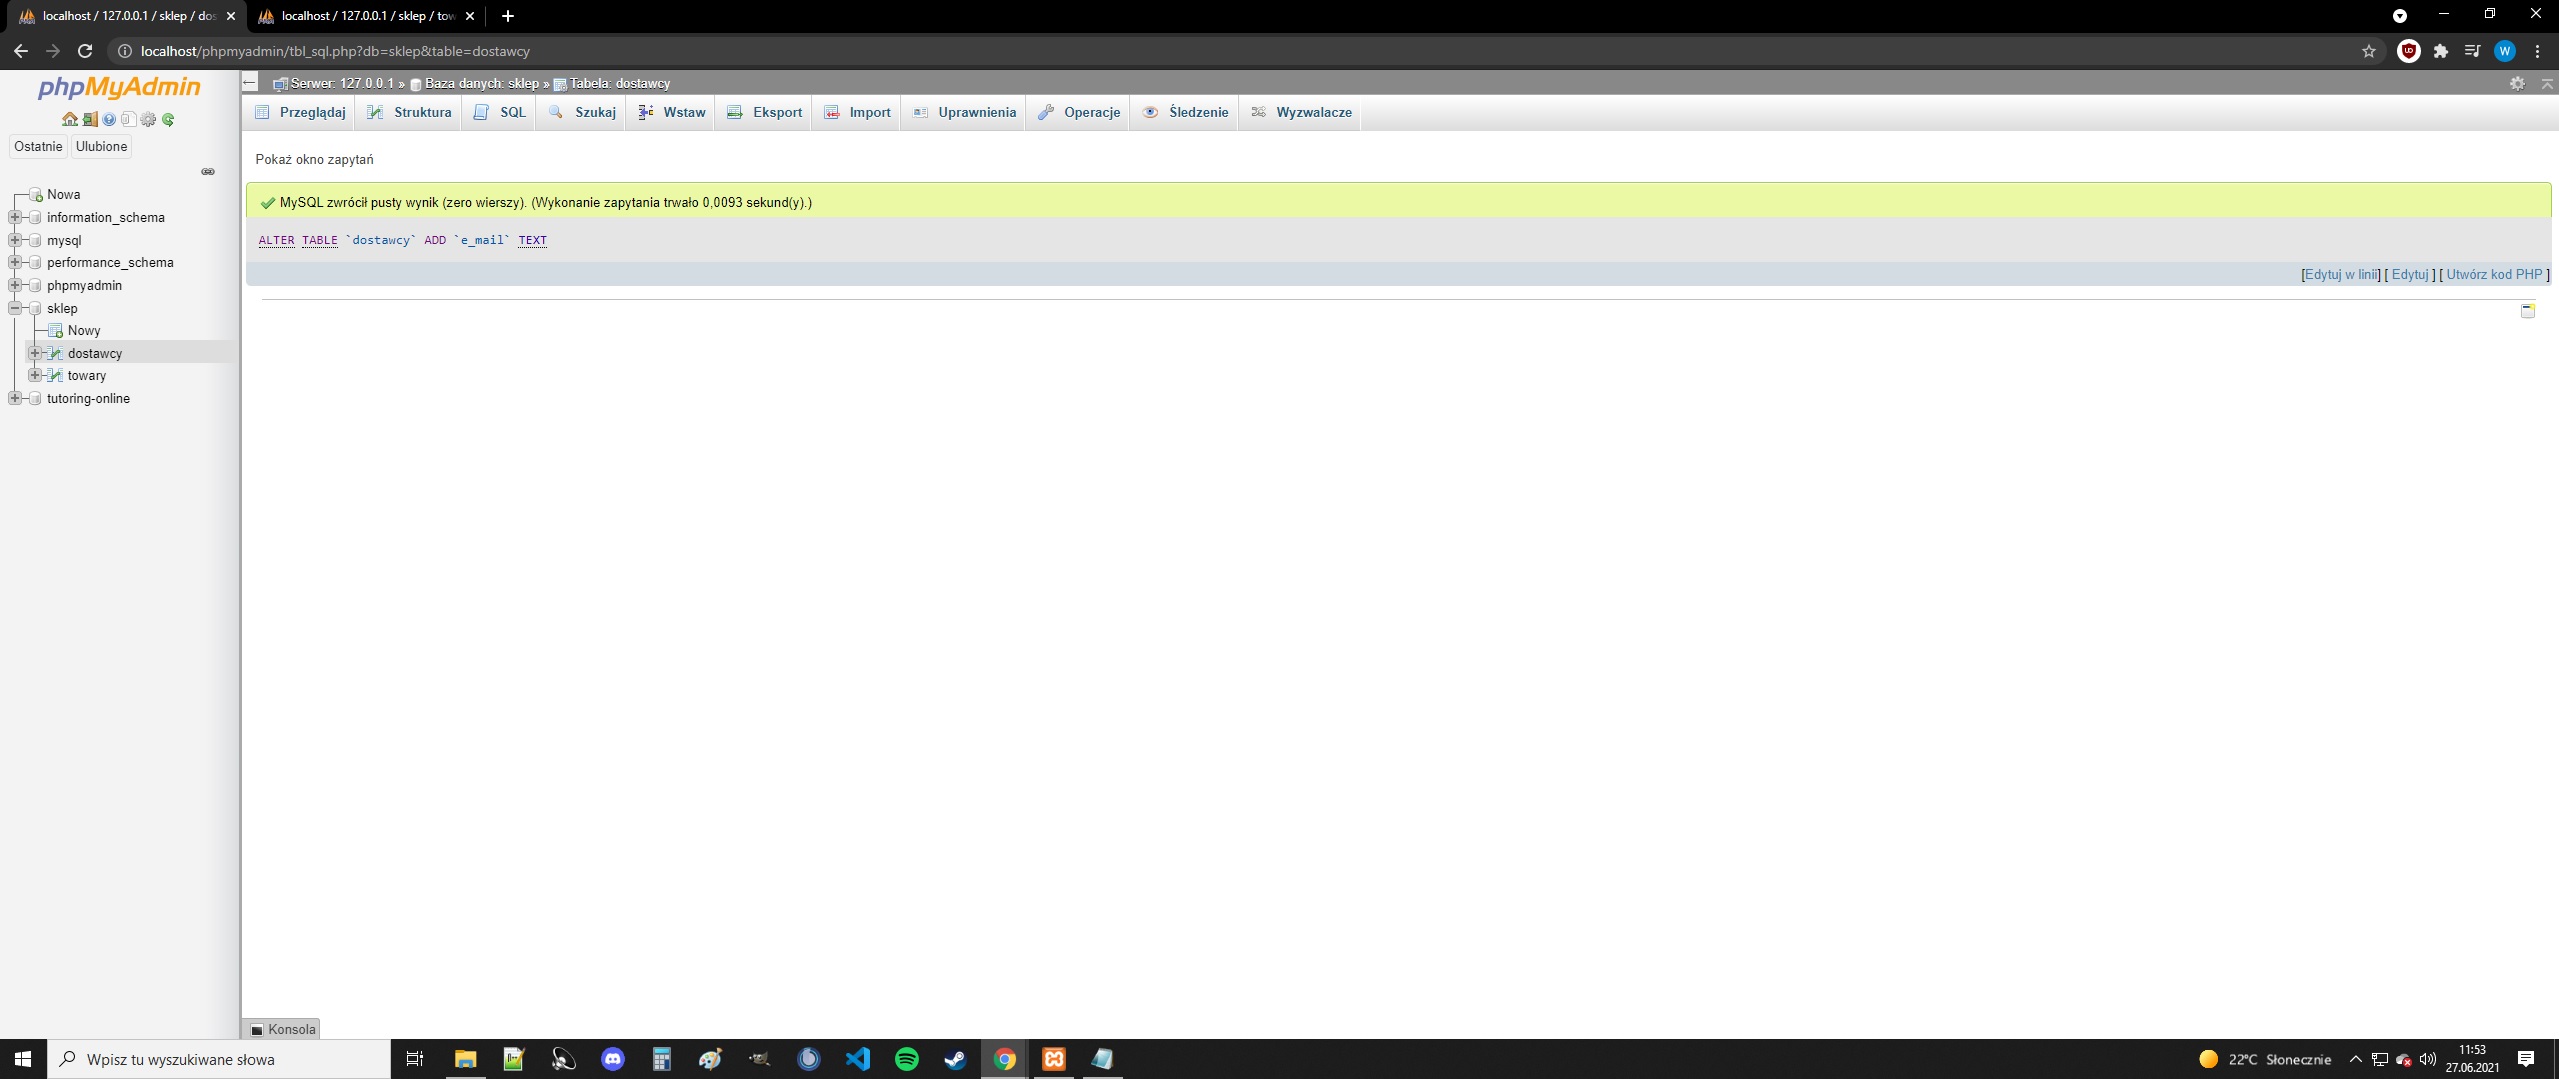 localhost / 127.0.0.1 / sklep / dos
localhost / 127.0.0.1 / sklep / tow
localhost/phpmyadmin/tbl_sql.php?db=sklep&table=dostawcy
W
phpMyAdmin
Ostatnie
Ulubione
Nowa
information_schema
mysql
performance_schema
phpmyadmin
sklep
Nowy
dostawcy
towary
tutoring-online
Serwer: 127.0.0.1 » Baza danych: sklep » Tabela: dostawcy
Przeglądaj Struktura SQL Szukaj Wstaw Eksport Import Uprawnienia Operacje Śledzenie Wyzwalacze
Pokaż okno zapytań
MySQL zwrócił pusty wynik (zero wierszy). (Wykonanie zapytania trwało 0,0093 sekund(y).)
ALTER TABLE `dostawcy` ADD `e_mail` TEXT
[Edytuj w linii] [ Edytuj ] [ Utwórz kod PHP ]
Konsola
Wpisz tu wyszukiwane słowa
22°C Słonecznie
11:53
27.06.2021